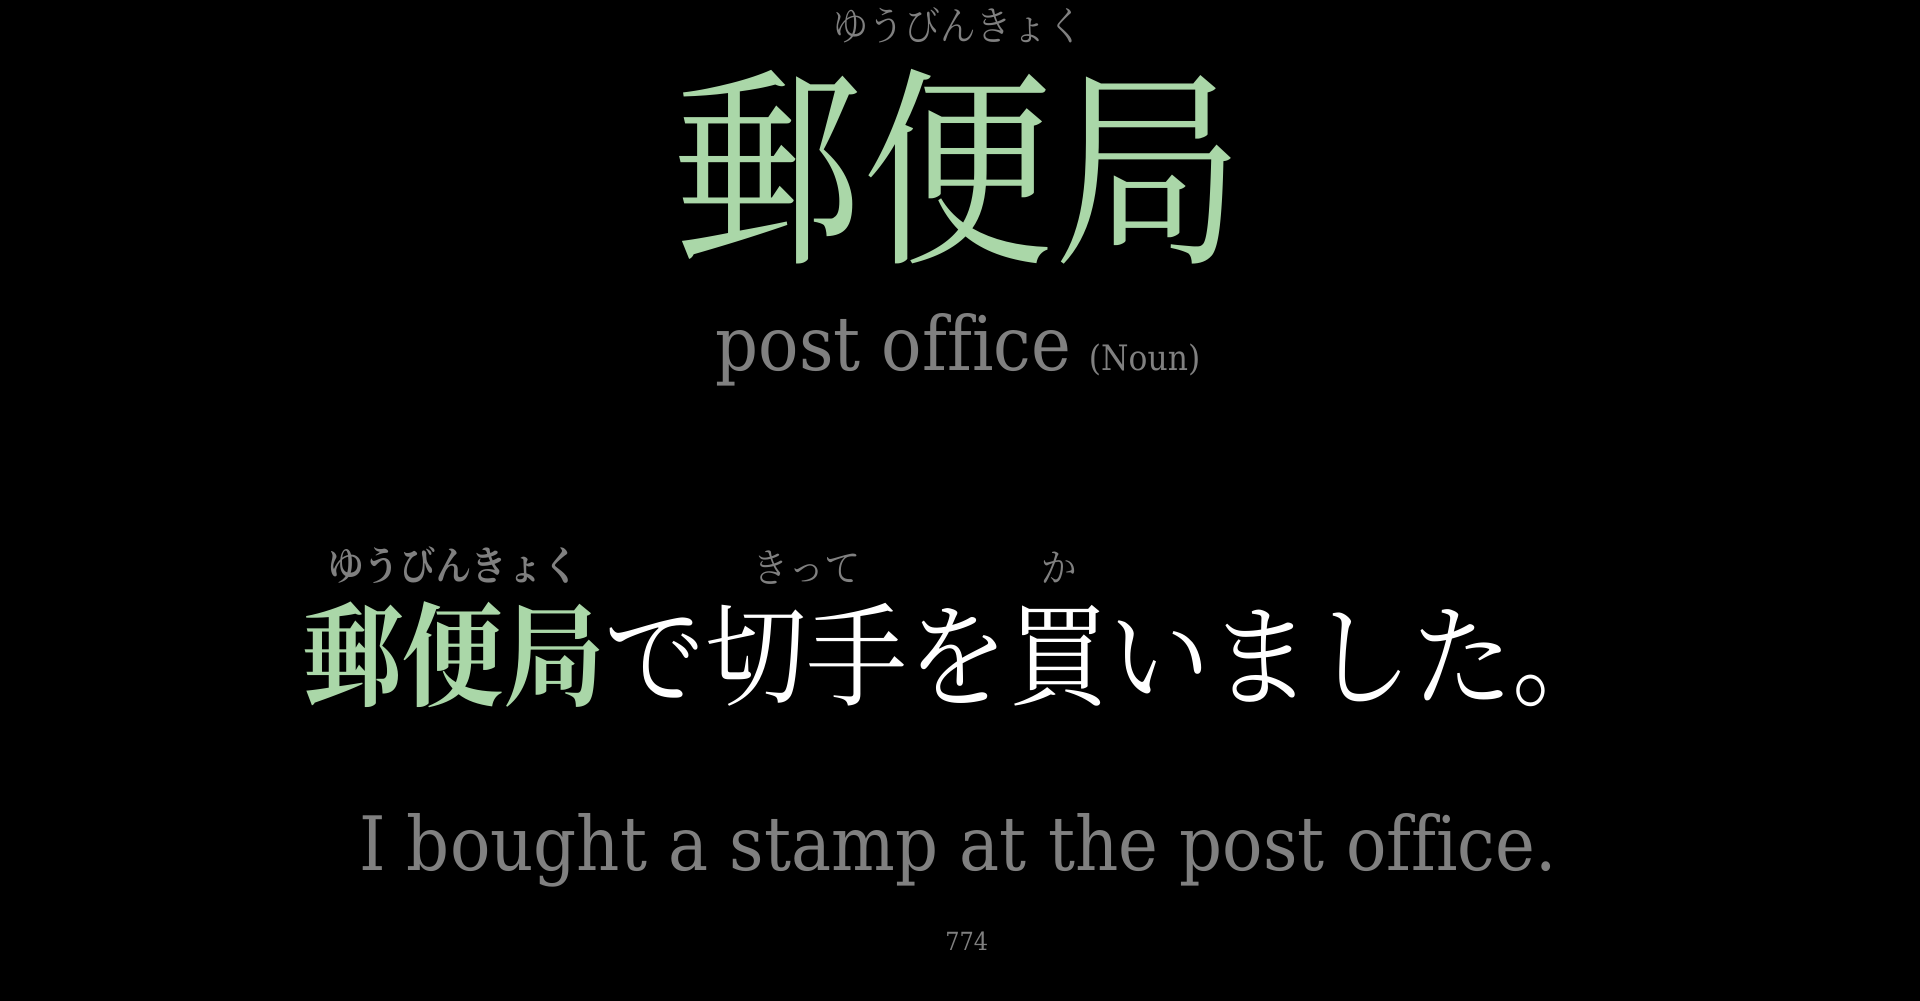 ゆうびんきょく
郵便局
post office (Noun)
ゆうびんきょく きって か
郵便局で切手を買いました。
I bought a stamp at the post office.
774